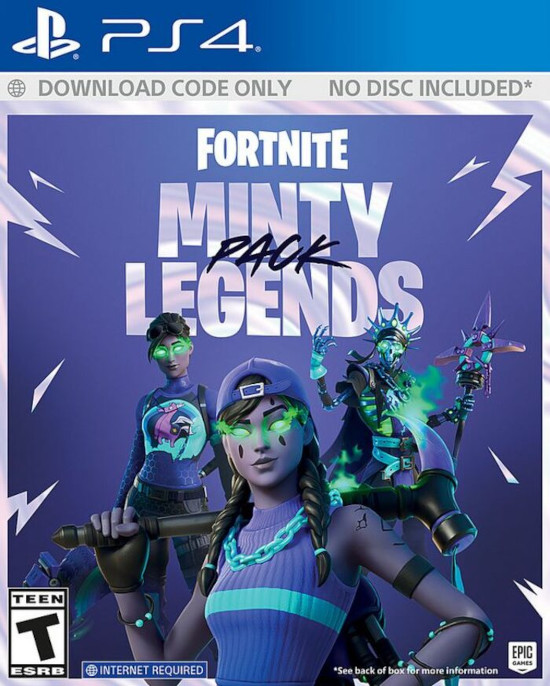 PS4
DOWNLOAD CODE ONLY NO DISC INCLUDED*
FORTNITE
MINTY
PACK
LEGENDS
TEEN
T
ESRB
INTERNET REQUIRED
*See back of box for more information
EPIC
GAMES